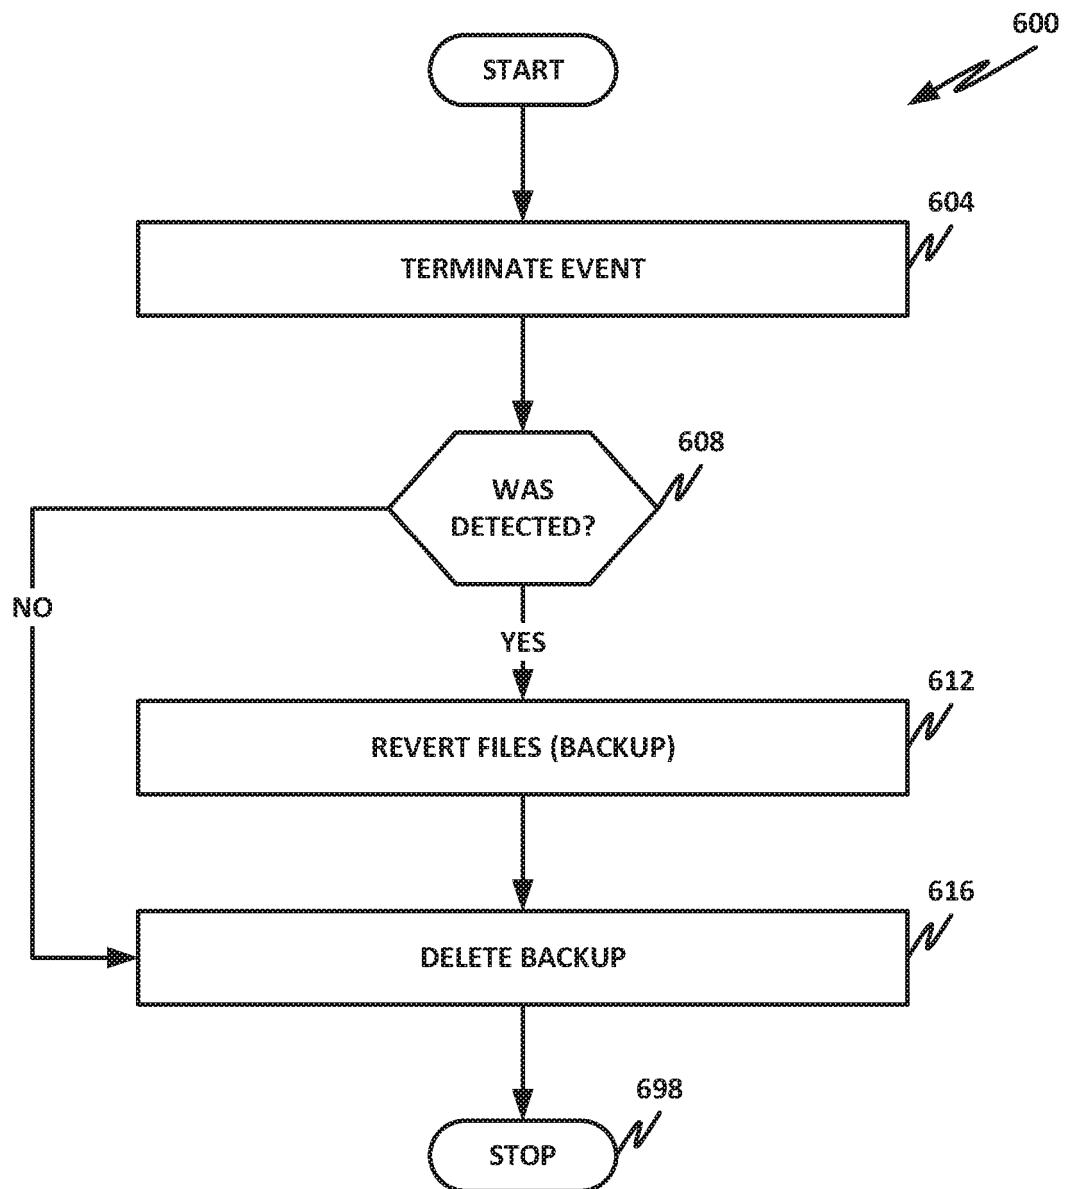 600
START
604
TERMINATE EVENT
608
WAS
DETECTED?
NO
YES
612
REVERT FILES (BACKUP)
616
DELETE BACKUP
698
STOP